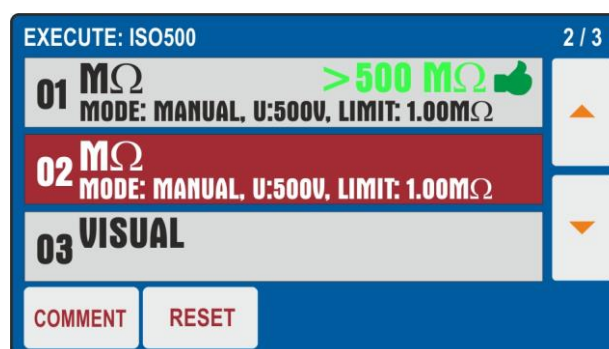 EXECUTE: ISO500 2 / 3
01 MΩ >500 MΩ
MODE: MANUAL, U:500V, LIMIT: 1.00MΩ
02 MΩ
MODE: MANUAL, U:500V, LIMIT: 1.00MΩ
03 VISUAL
COMMENT RESET